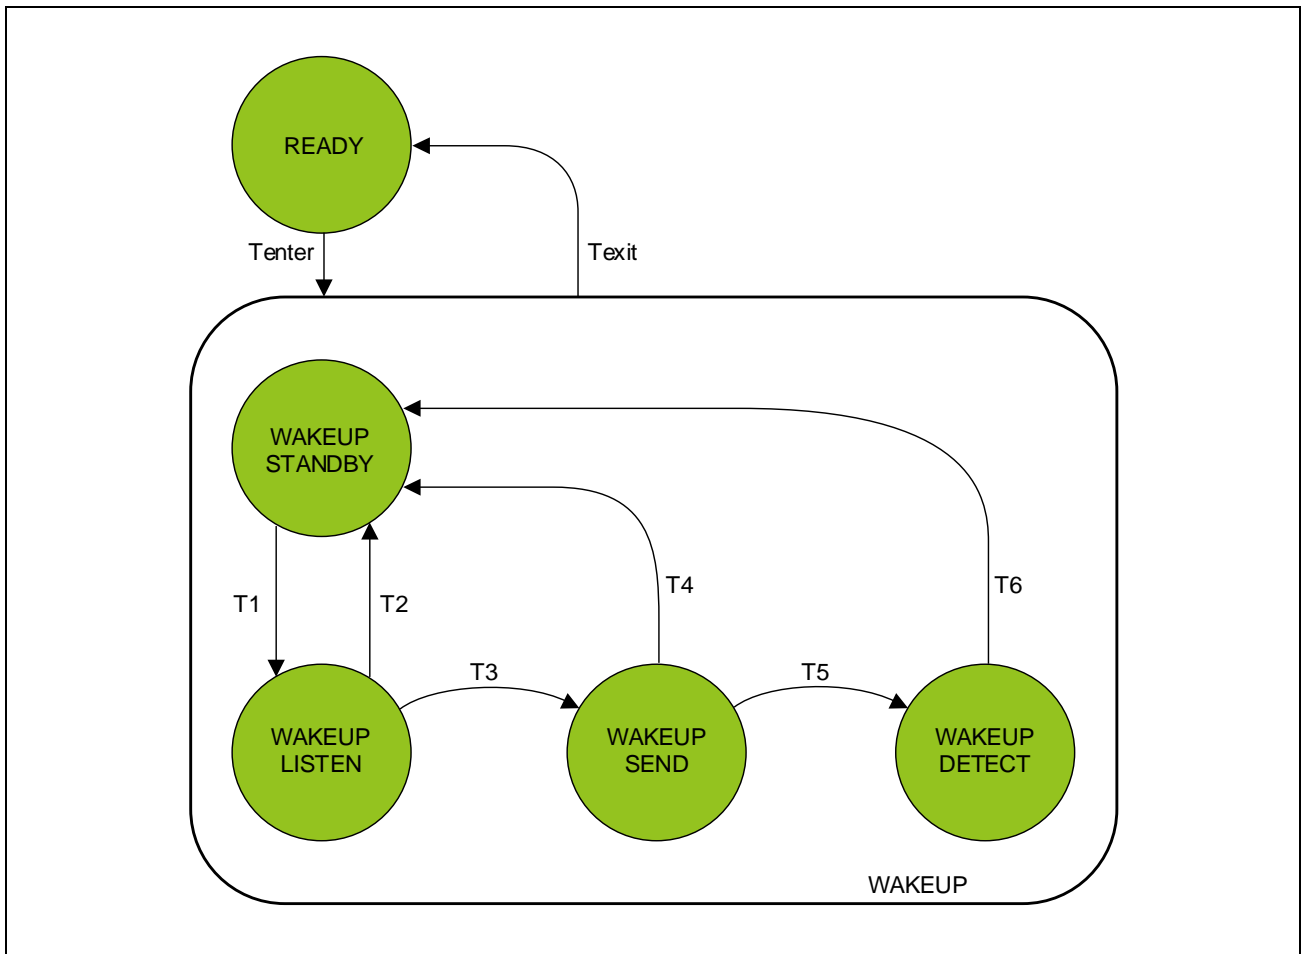 READY
Tenter
Texit
WAKEUP
STANDBY
T1
T2
T4
T6
T3
T5
WAKEUP
LISTEN
WAKEUP
SEND
WAKEUP
DETECT
WAKEUP